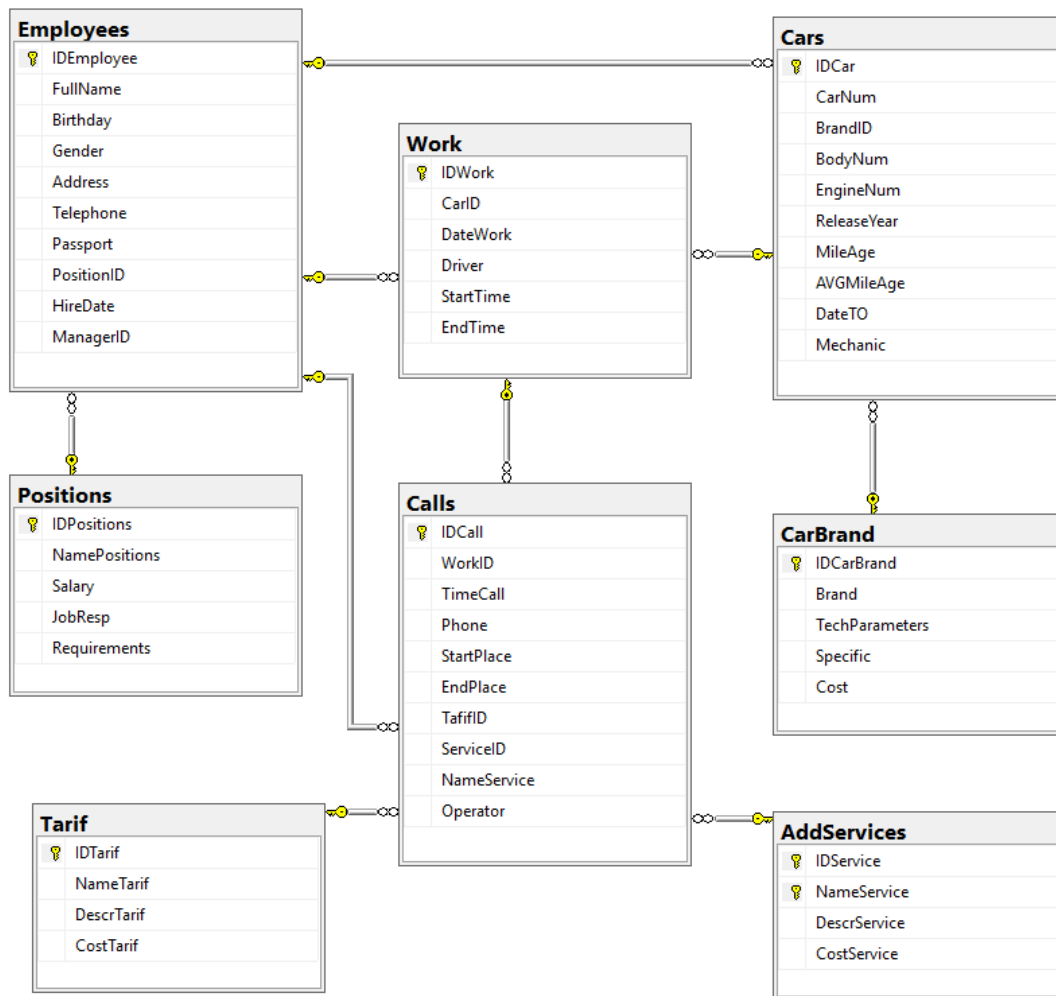 Employees
IDEmployee
FullName
Birthday
Gender
Address
Telephone
Passport
PositionID
HireDate
ManagerID
Cars
IDCar
CarNum
BrandID
BodyNum
EngineNum
ReleaseYear
MileAge
AVGMileAge
DateTO
Mechanic
Work
IDWork
CarID
DateWork
Driver
StartTime
EndTime
Positions
IDPositions
NamePositions
Salary
JobResp
Requirements
Calls
IDCall
WorkID
TimeCall
Phone
StartPlace
EndPlace
TafifID
ServiceID
NameService
Operator
CarBrand
IDCarBrand
Brand
TechParameters
Specific
Cost
Tarif
IDTarif
NameTarif
DescrTarif
CostTarif
AddServices
IDService
NameService
DescrService
CostService